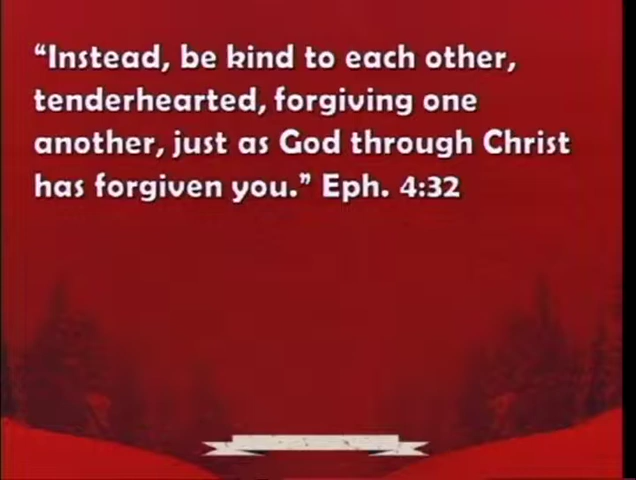 “Instead, be kind to each other,
tenderhearted, forgiving one
another, just as God through Christ
has forgiven you.” Eph. 4:32